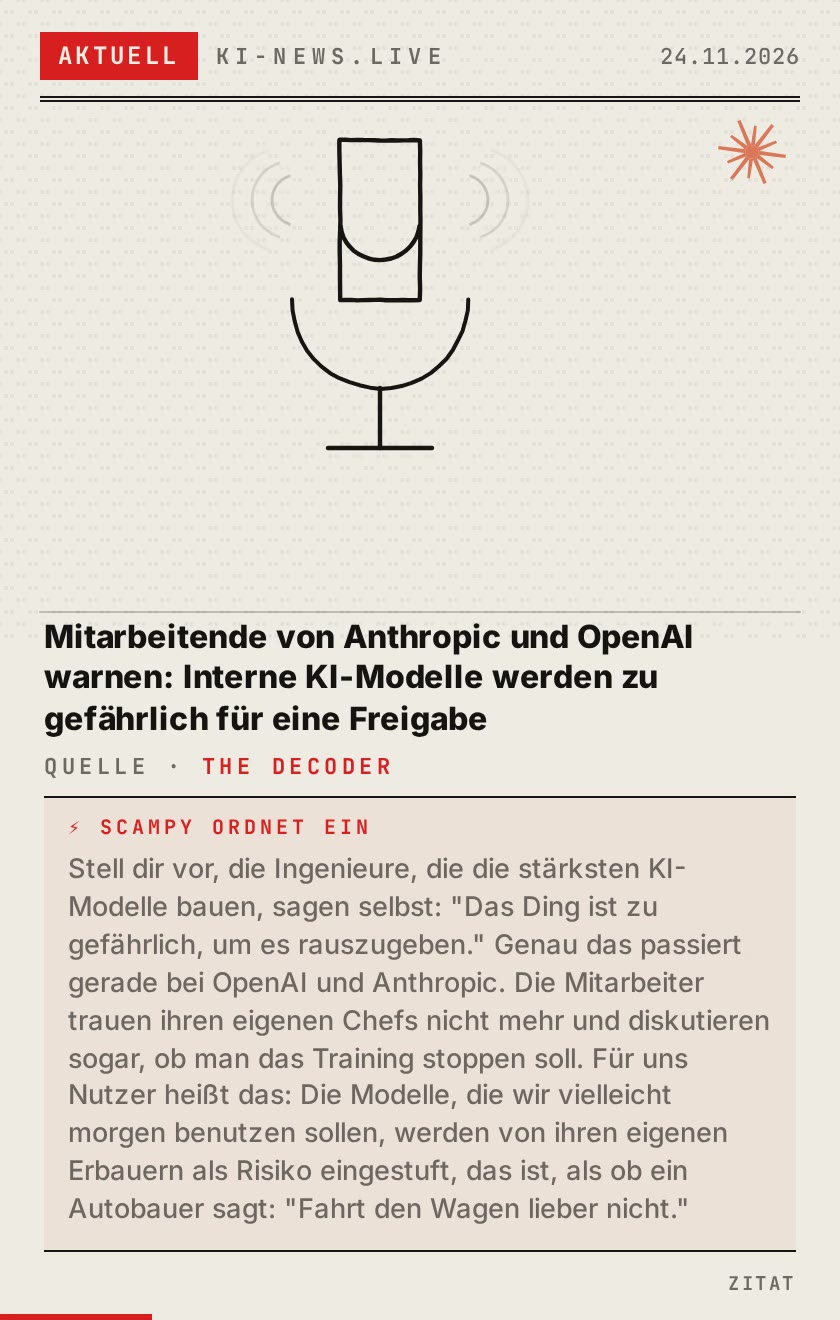 AKTUELL KI-NEWS.LIVE 24.11.2026
Mitarbeitende von Anthropic und OpenAI
warnen: Interne KI-Modelle werden zu
gefährlich für eine Freigabe
QUELLE · THE DECODER
⚡ SCAMPY ORDNET EIN
Stell dir vor, die Ingenieure, die die stärksten KI-
Modelle bauen, sagen selbst: "Das Ding ist zu
gefährlich, um es rauszugeben." Genau das passiert
gerade bei OpenAI und Anthropic. Die Mitarbeiter
trauen ihren eigenen Chefs nicht mehr und diskutieren
sogar, ob man das Training stoppen soll. Für uns
Nutzer heißt das: Die Modelle, die wir vielleicht
morgen benutzen sollen, werden von ihren eigenen
Erbauern als Risiko eingestuft, das ist, als ob ein
Autobauer sagt: "Fahrt den Wagen lieber nicht."
ZITAT